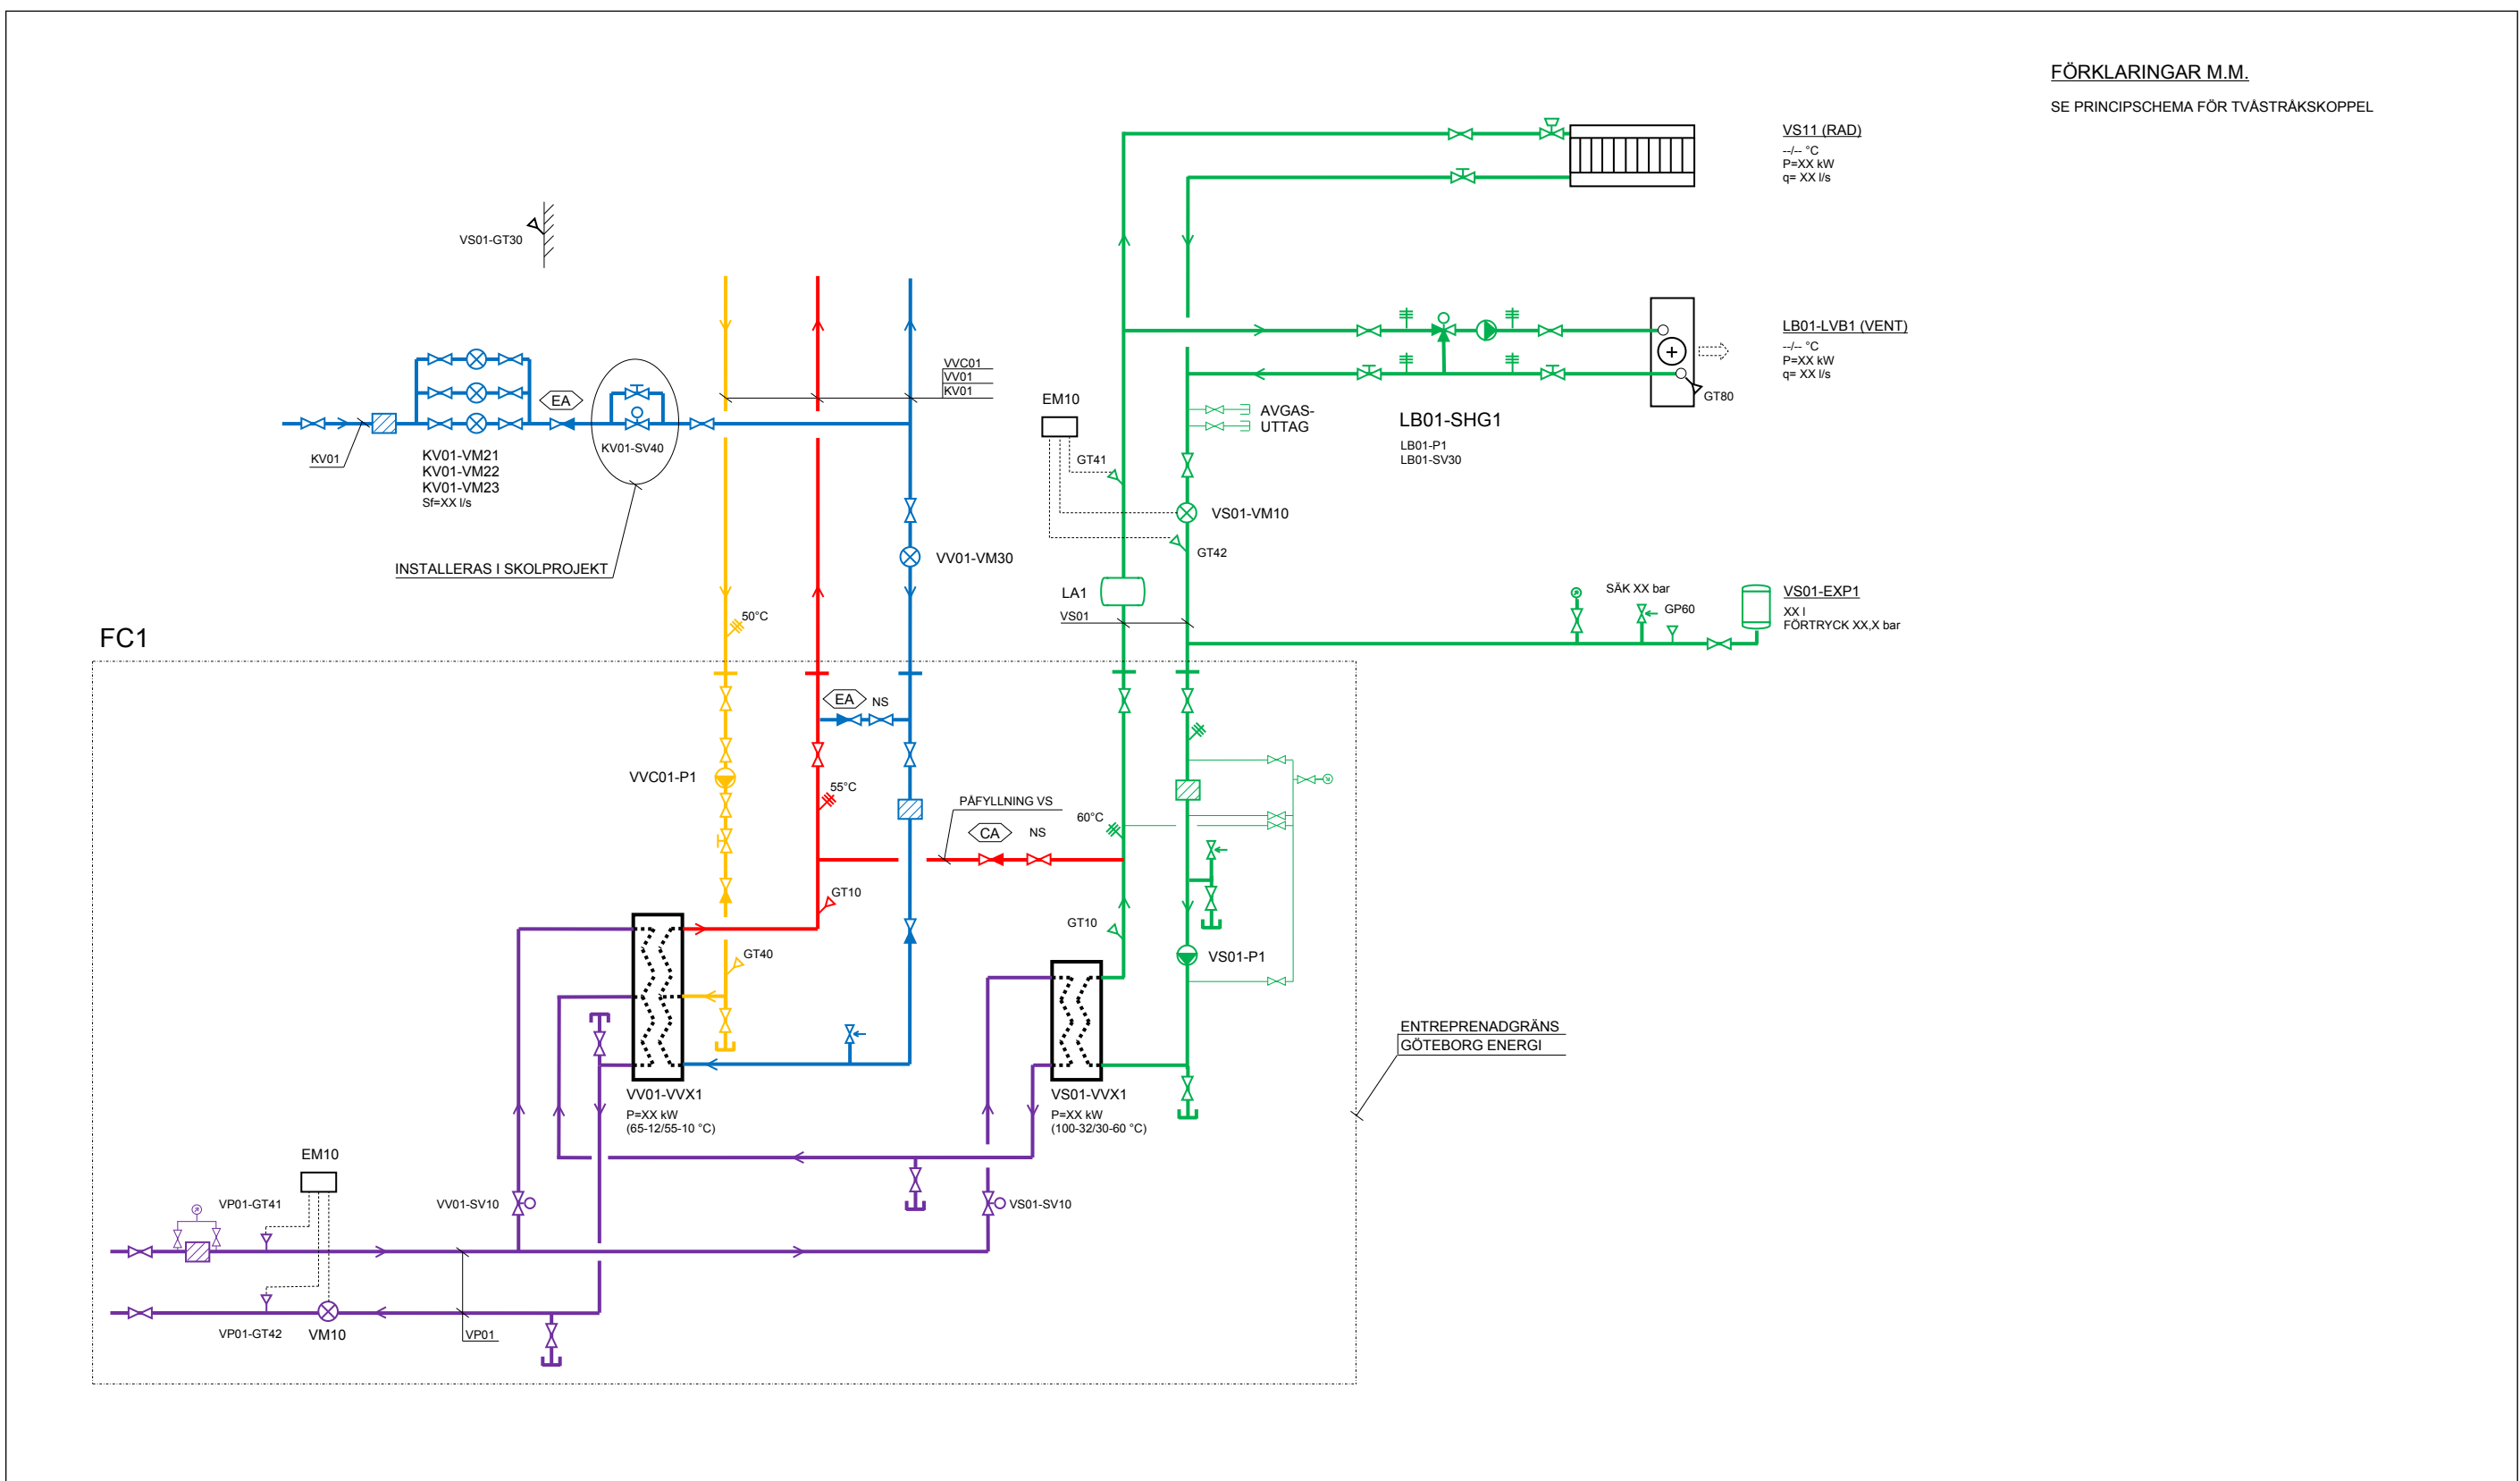 FÖRKLARINGAR M.M.
SE PRINCIPSCHEMA FÖR TVÅSTRÅKSKOPPEL
VS11 (RAD)
--/-- °C
P=XX kW
q= XX l/s
VS01-GT30
LB01-LVB1 (VENT)
--/-- °C
P=XX kW
q= XX l/s
VVC01
VV01
KV01
EA
EM10
GT80
AVGAS-
UTTAG
LB01-SHG1
LB01-P1
LB01-SV30
KV01
KV01-SV40
KV01-VM21
KV01-VM22
KV01-VM23
Sf=XX l/s
GT41
VS01-VM10
GT42
INSTALLERAS I SKOLPROJEKT
VV01-VM30
LA1
VS01
SÄK XX bar
GP60
VS01-EXP1
XX l
FÖRTRYCK XX,X bar
50°C
FC1
EA
NS
VVC01-P1
55°C
PÅFYLLNING VS
CA
NS
60°C
GT10
GT10
GT40
VS01-P1
ENTREPRENADGRÄNS
GÖTEBORG ENERGI
VV01-VVX1
P=XX kW
(65-12/55-10 °C)
VS01-VVX1
P=XX kW
(100-32/30-60 °C)
EM10
VP01-GT41
VV01-SV10
VS01-SV10
VP01-GT42
VM10
VP01